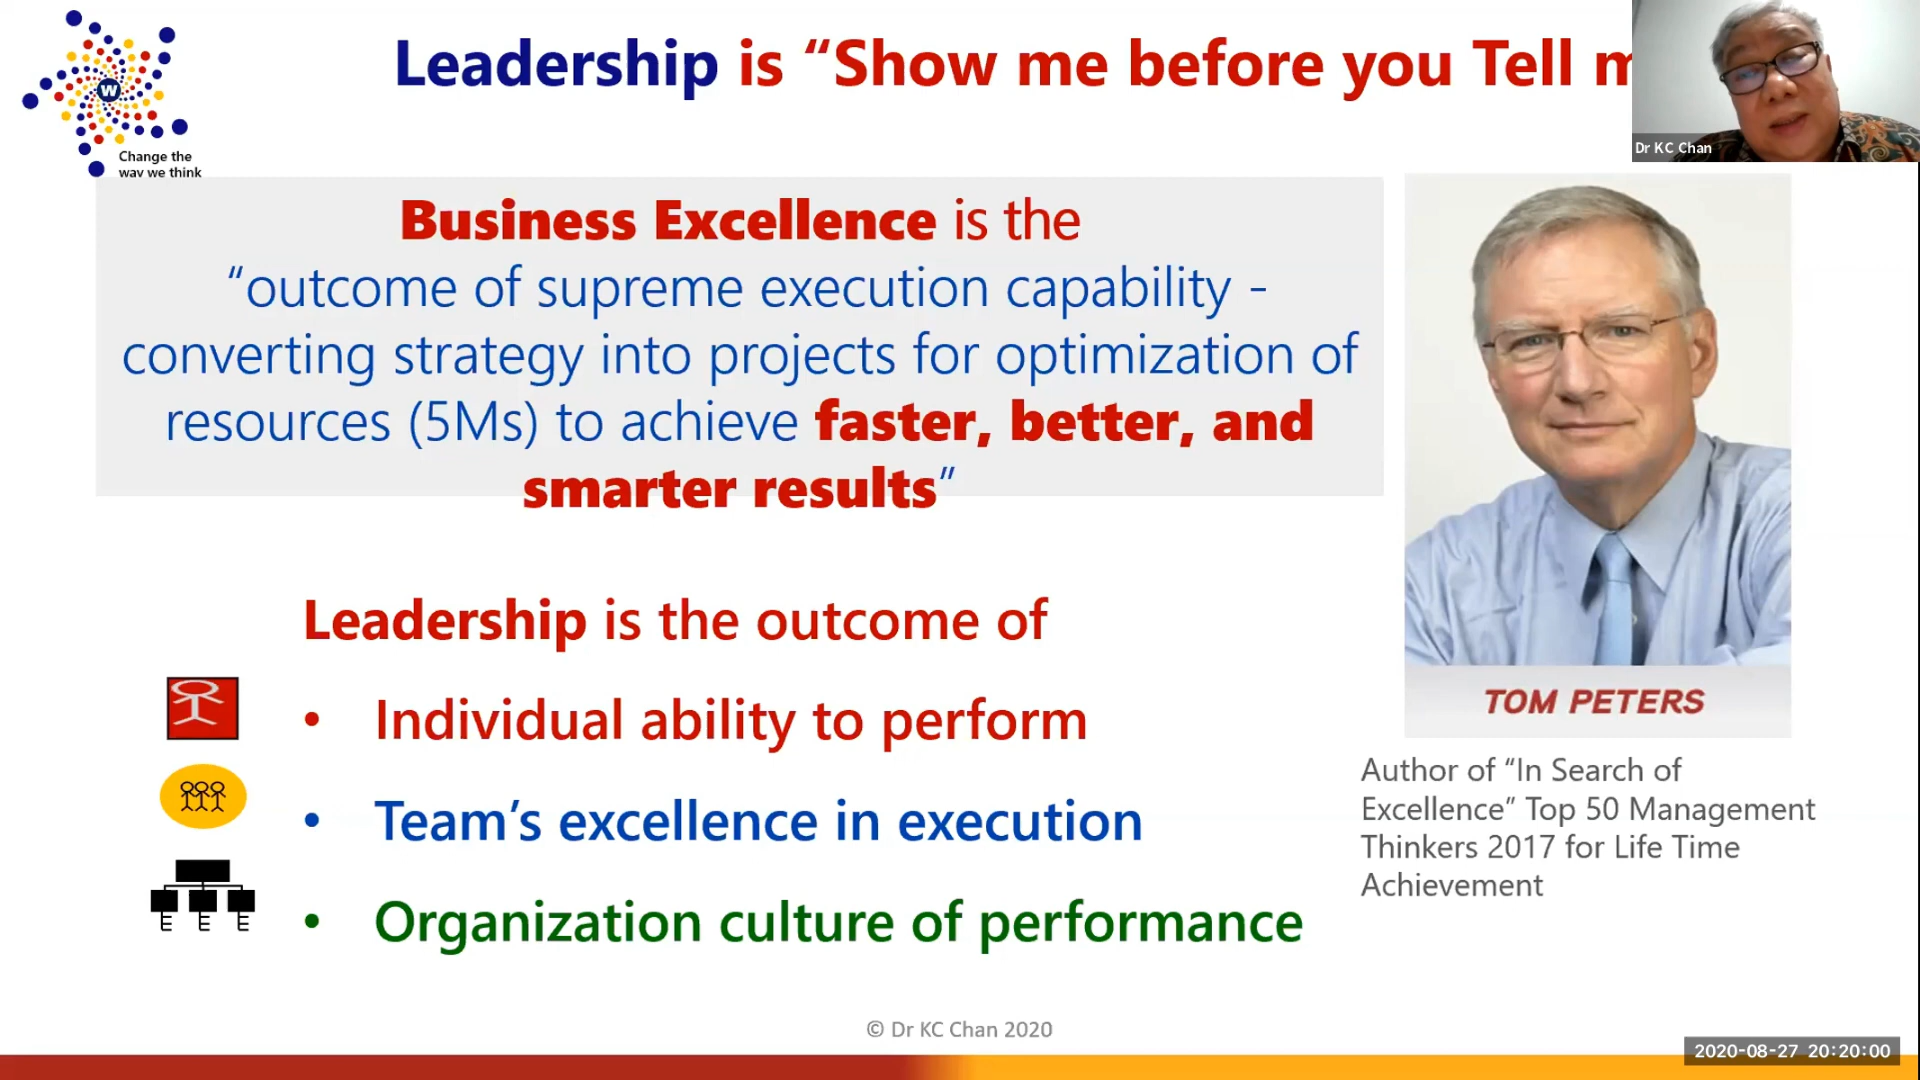 Leadership is “Show me before you Tell
Dr KC Chan
W
Change the
way we think
Business Excellence is the
“outcome of supreme execution capability -
converting strategy into projects for optimization of
resources (5Ms) to achieve faster, better, and
smarter results”
Leadership is the outcome of
• Individual ability to perform
• Team’s excellence in execution
• Organization culture of performance
TOM PETERS
Author of “In Search of
Excellence” Top 50 Management
Thinkers 2017 for Life Time
Achievement
© Dr KC Chan 2020
2020-08-27 20:20:00